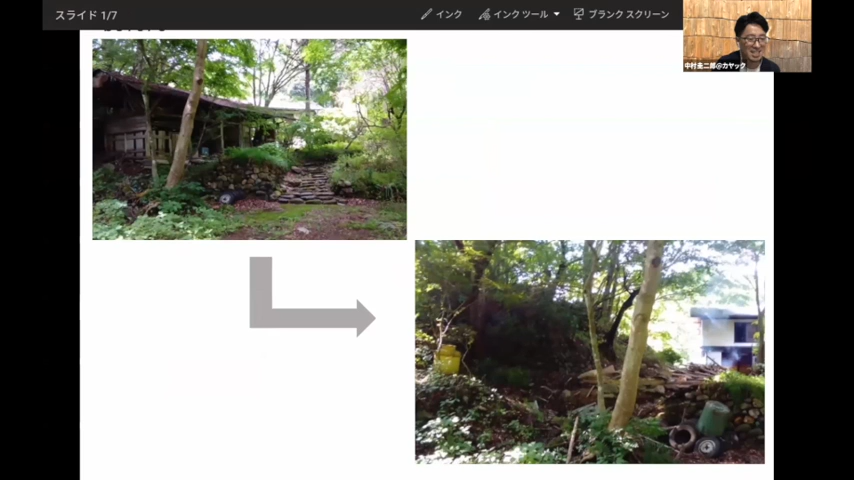 スライド 1/7
インク
インク ツール
ブランク スクリーン
中村圭二郎@カヤック